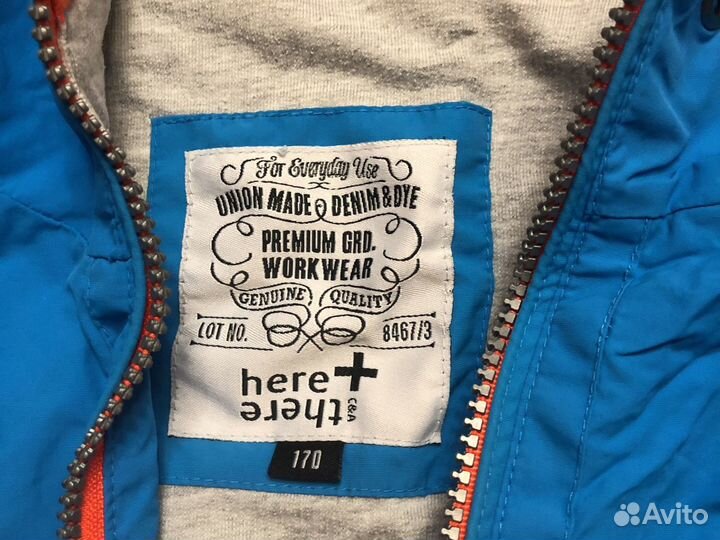 For Everyday Use
UNION MADE DENIM & DYE
PREMIUM GRD.
WORKWEAR
GENUINE QUALITY
LOT NO. 8467/3
here +
there
C&A
170
Avito